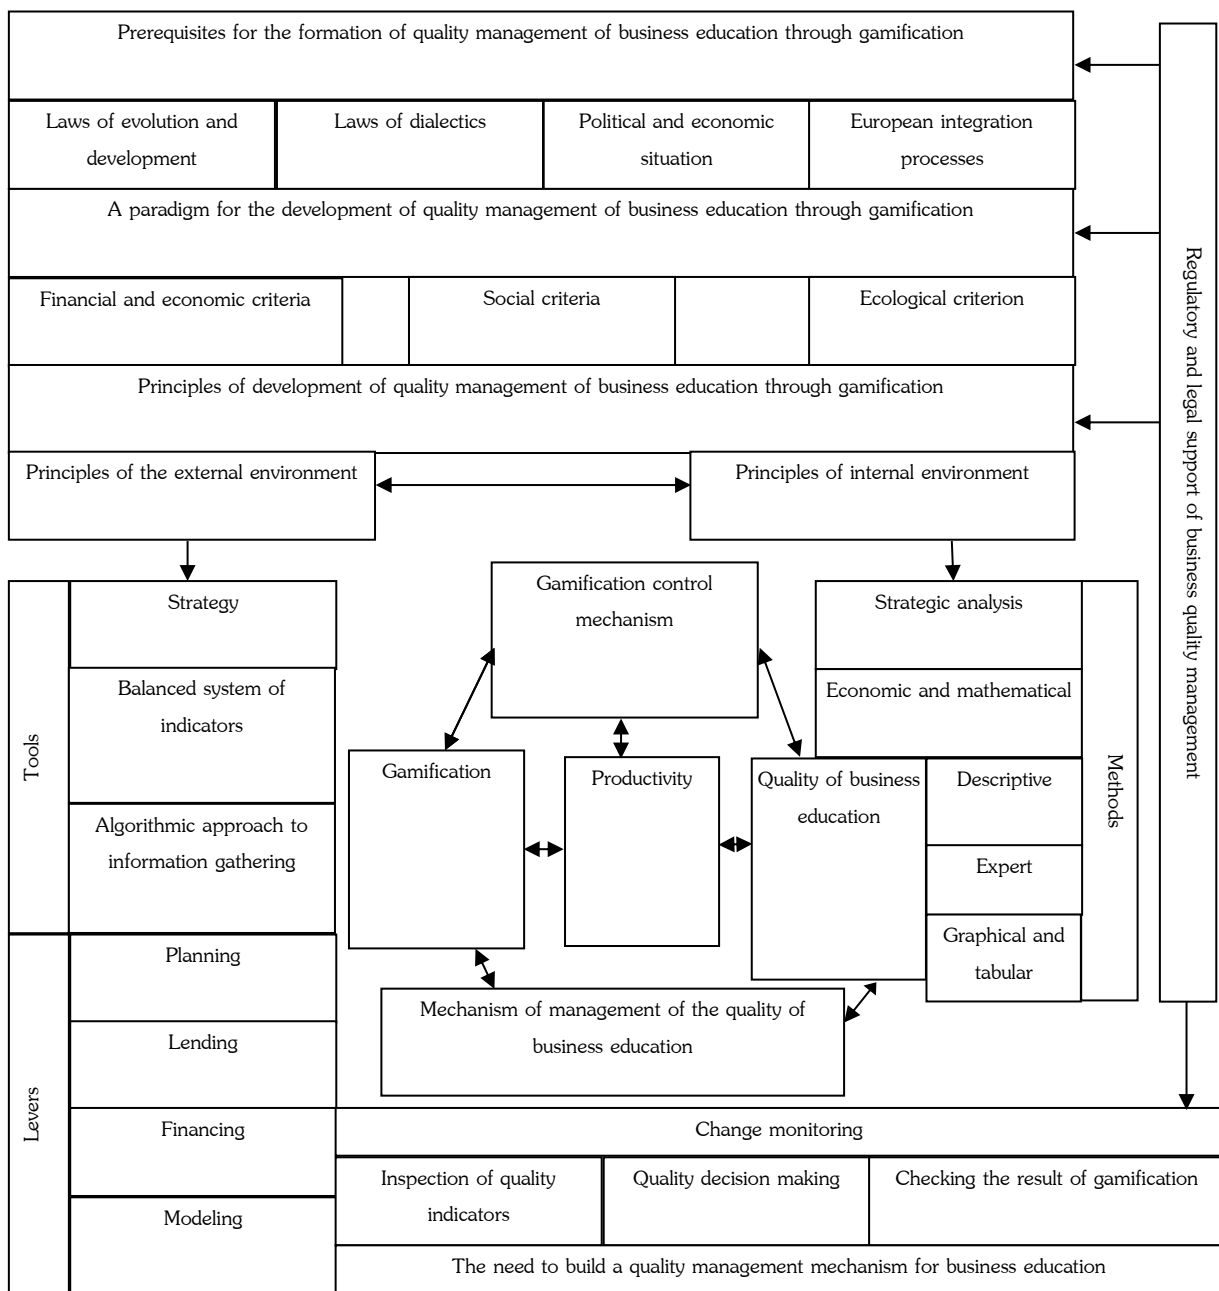 Prerequisites for the formation of quality management of business education through gamification
Laws of evolution and
development
Laws of dialectics
Political and economic
situation
European integration
processes
A paradigm for the development of quality management of business education through gamification
Financial and economic criteria
Social criteria
Ecological criterion
Principles of development of quality management of business education through gamification
Principles of the external environment
Principles of internal environment
Regulatory and legal support of business quality management
Tools
Strategy
Balanced system of
indicators
Algorithmic approach to
information gathering
Gamification control
mechanism
Gamification
Productivity
Quality of business
education
Mechanism of management of the quality of
business education
Strategic analysis
Economic and mathematical
Descriptive
Expert
Graphical and
tabular
Methods
Levers
Planning
Lending
Financing
Modeling
Change monitoring
Inspection of quality
indicators
Quality decision making
Checking the result of gamification
The need to build a quality management mechanism for business education